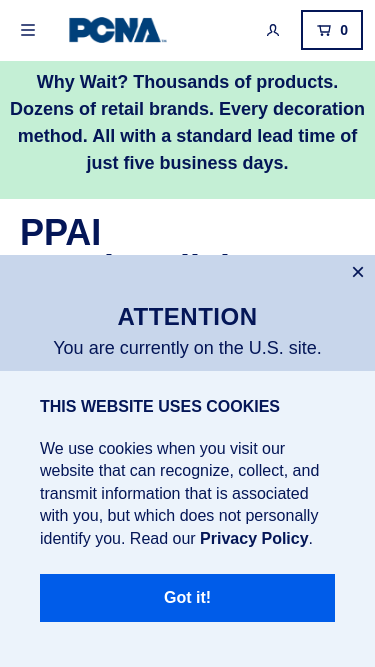 PCNA
0
Why Wait? Thousands of products.
Dozens of retail brands. Every decoration
method. All with a standard lead time of
just five business days.
PPAI
×
ATTENTION
You are currently on the U.S. site.
THIS WEBSITE USES COOKIES
We use cookies when you visit our
website that can recognize, collect, and
transmit information that is associated
with you, but which does not personally
identify you. Read our Privacy Policy.
Got it!